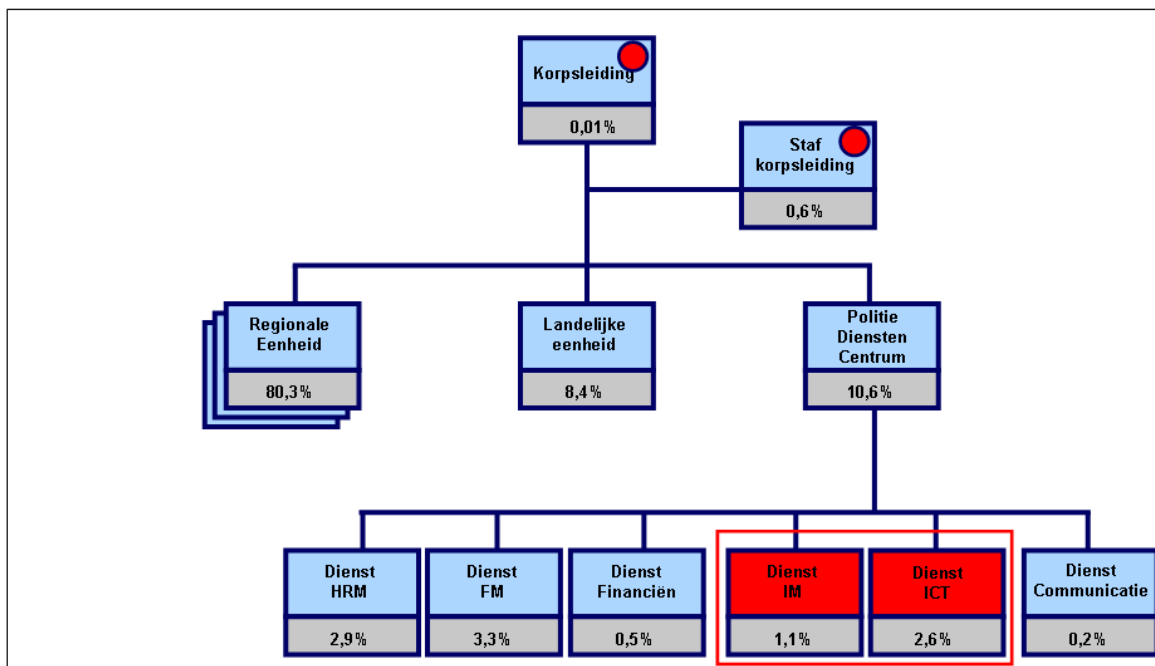 Korpsleiding
0,01%
Staf
korpsleiding
0,6%
Regionale
Eenheid
80,3%
Landelijke
eenheid
8,4%
Politie
Diensten
Centrum
10,6%
Dienst
HRM
2,9%
Dienst
FM
3,3%
Dienst
Financiën
0,5%
Dienst
IM
1,1%
Dienst
ICT
2,6%
Dienst
Communicatie
0,2%